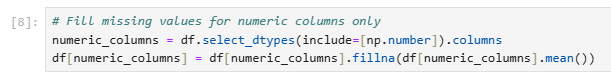 [8]: # Fill missing values for numeric columns only
numeric_columns = df.select_dtypes(include=[np.number]).columns
df[numeric_columns] = df[numeric_columns].fillna(df[numeric_columns].mean())